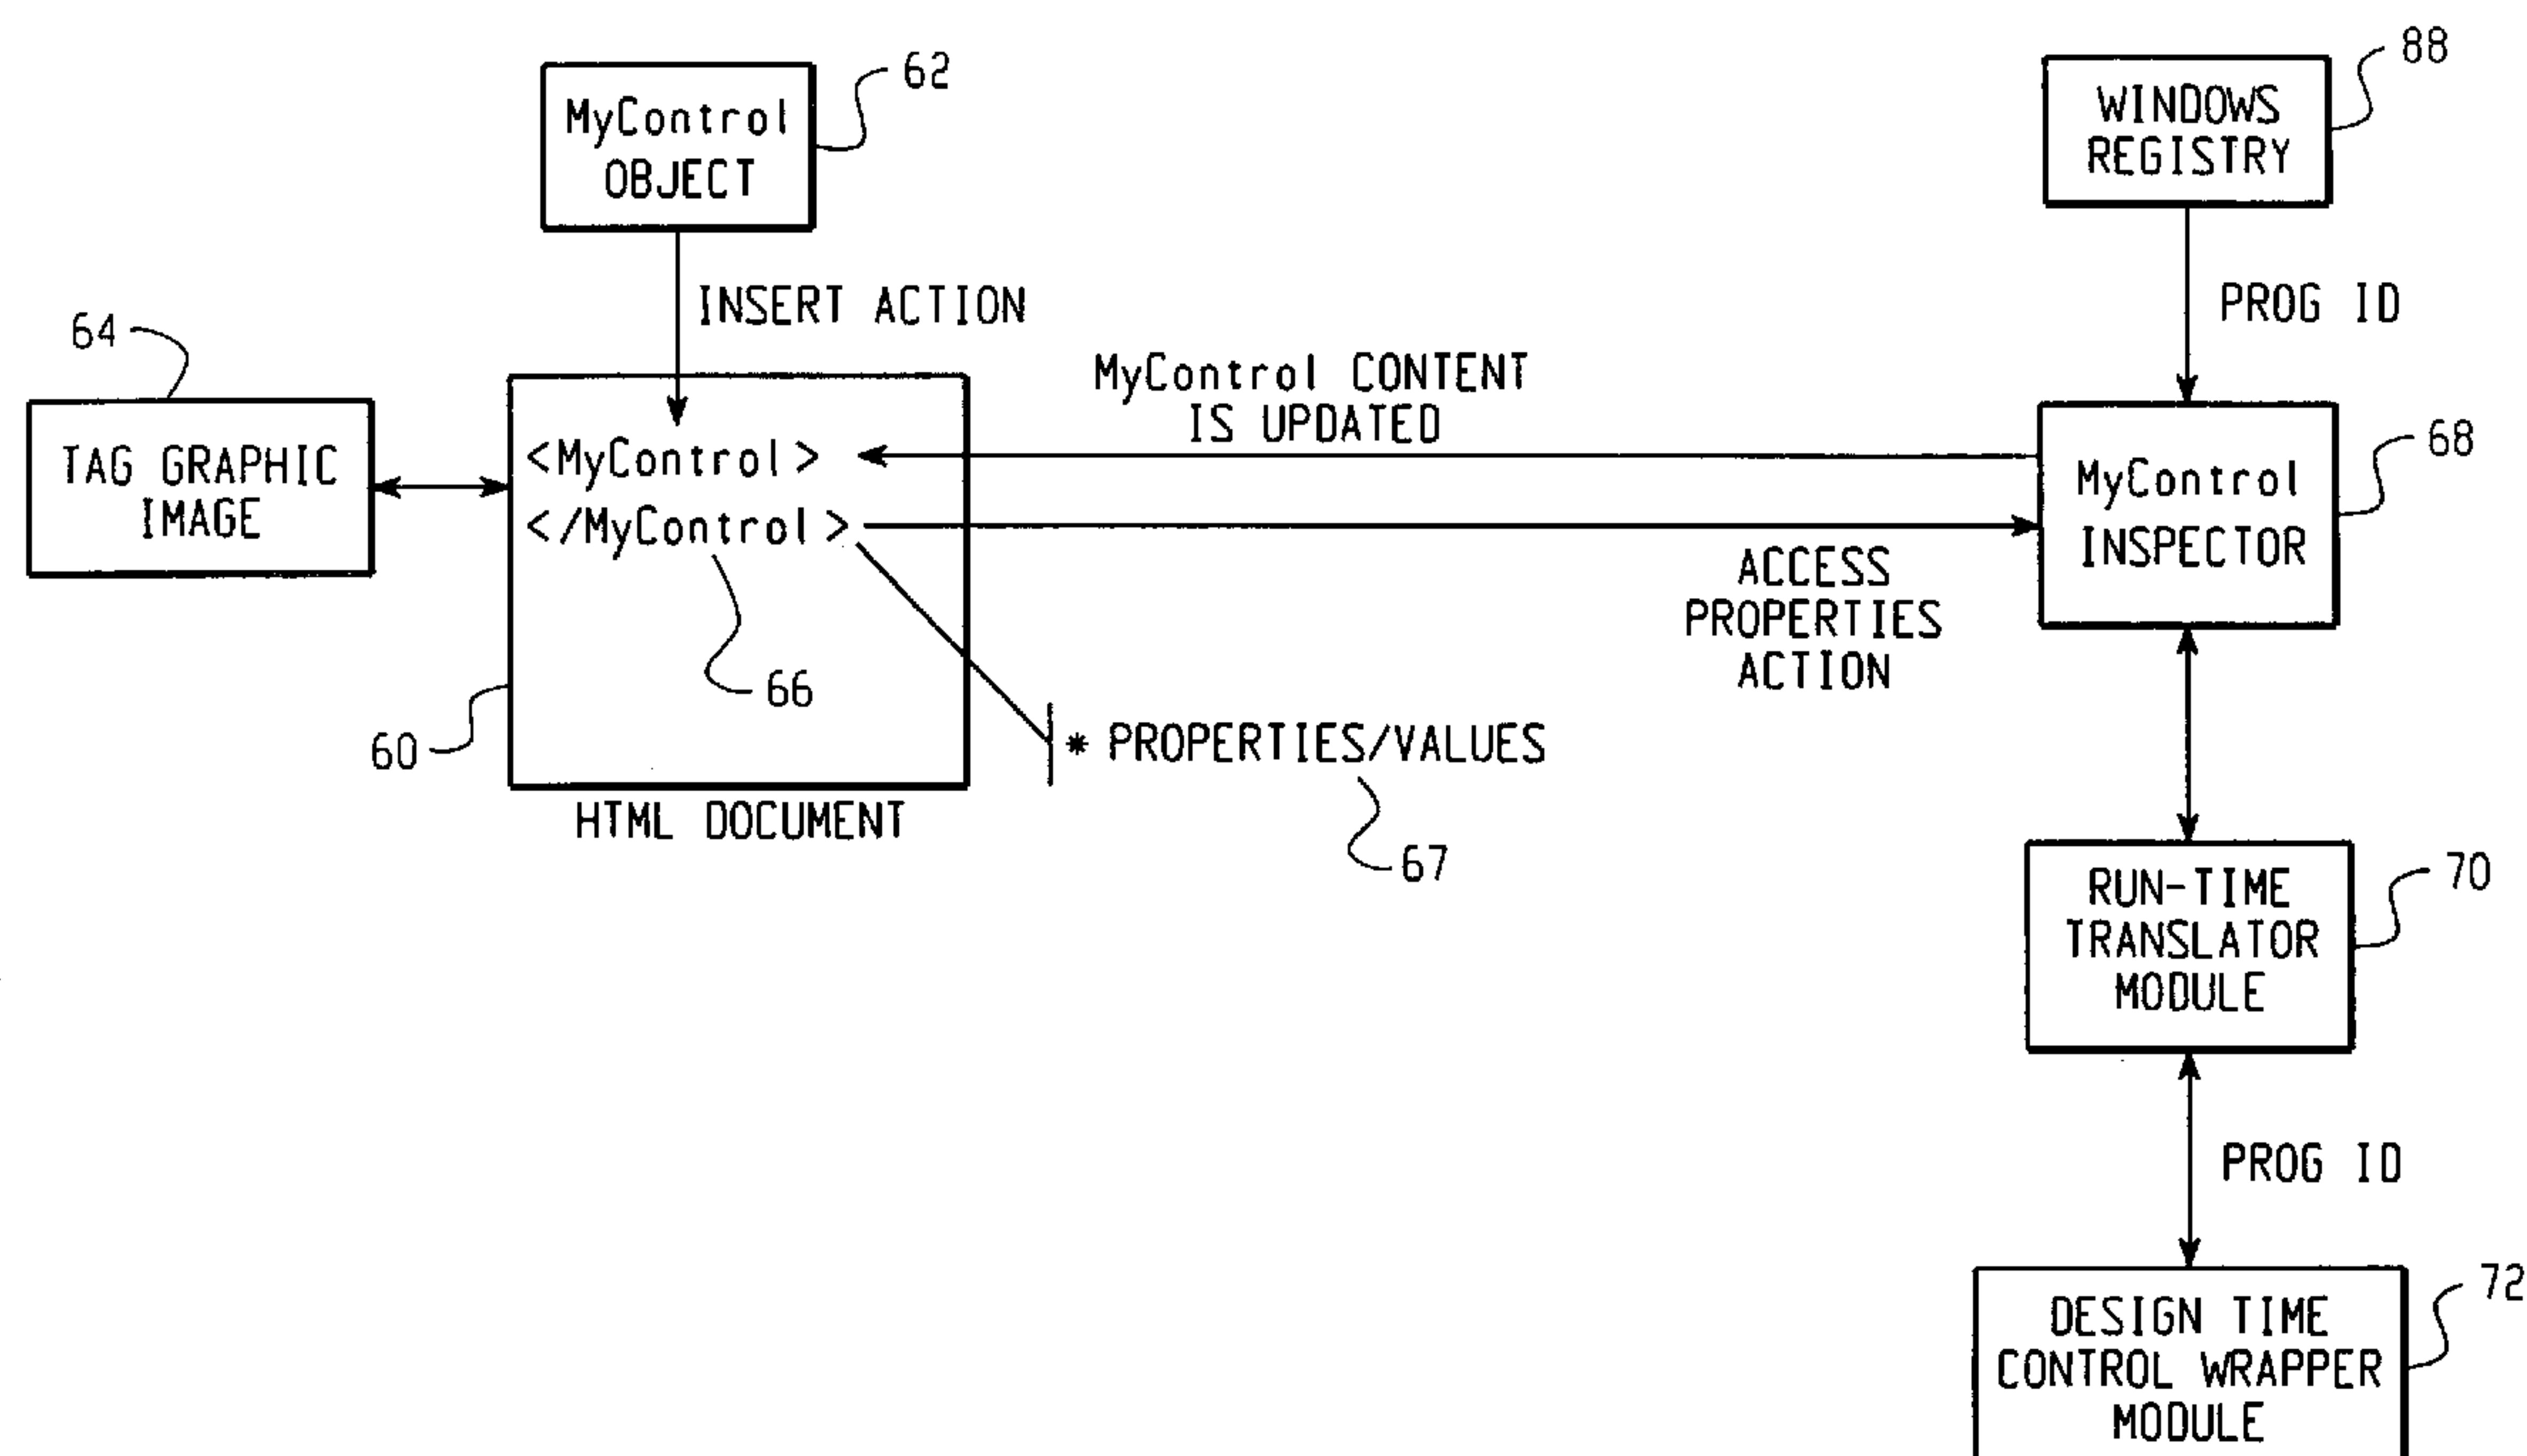 88
62
MyControl
OBJECT
WINDOWS
REGISTRY
INSERT ACTION
PROG ID
64
MyControl CONTENT
IS UPDATED
TAG GRAPHIC
IMAGE
<MyControl>
</MyControl>
68
MyControl
INSPECTOR
ACCESS
PROPERTIES
ACTION
66
60
* PROPERTIES/VALUES
HTML DOCUMENT
67
70
RUN-TIME
TRANSLATOR
MODULE
PROG ID
72
DESIGN TIME
CONTROL WRAPPER
MODULE